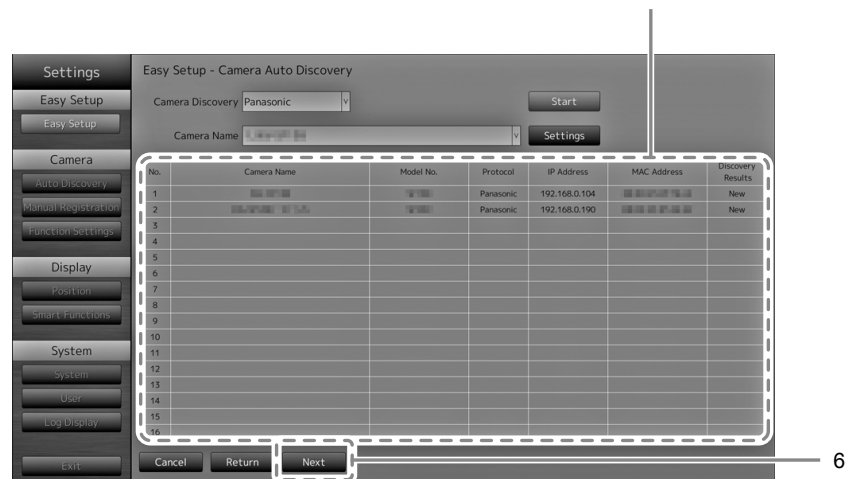 Settings
Easy Setup - Camera Auto Discovery
Easy Setup
Easy Setup
Camera
Auto Discovery
Manual Registration
Function Settings
Display
Position
Smart Functions
System
System
User
Log Display
Exit
Camera Discovery Panasonic Start
Camera Name Settings
No. Camera Name Model No. Protocol IP Address MAC Address Discovery Results
1 Panasonic 192.168.0.104 New
2 Panasonic 192.168.0.190 New
3
4
5
6
7
8
9
10
11
12
13
14
15
16
Cancel Return Next
6